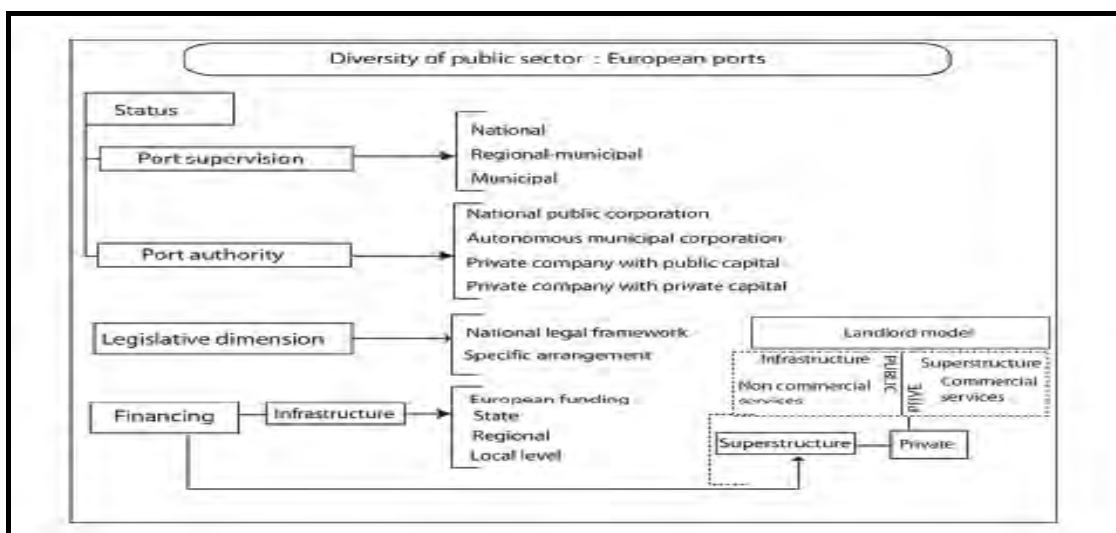 Diversity of public sector : European ports
Status
Port supervision
National
Regional-municipal
Municipal
Port authority
National public corporation
Autonomous municipal corporation
Private company with public capital
Private company with private capital
Legislative dimension
National legal framework
Specific arrangement
Landlord model
Infrastructure
Non commercial
services
PUBLIC
Superstructure
Commercial
services
Financing
Infrastructure
European funding
State
Regional
Local level
Superstructure
Private